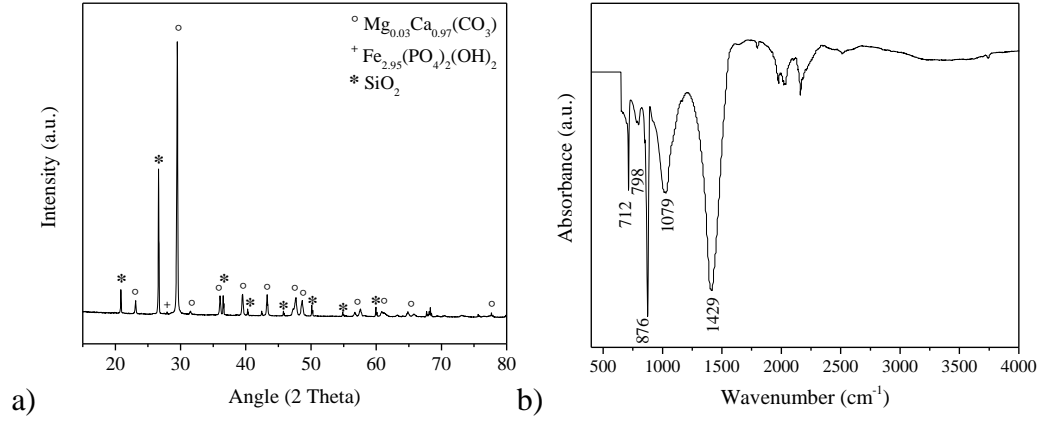 ○ Mg₀.₀₃Ca₀.₉₇(CO₃)
+ Fe₂.₉₅(PO₄)₂(OH)₂
* SiO₂
Intensity (a.u.)
20 30 40 50 60 70 80
Angle (2 Theta)
a)
Absorbance (a.u.)
712
798
876
1079
1429
500 1000 1500 2000 2500 3000 3500 4000
Wavenumber (cm⁻¹)
b)